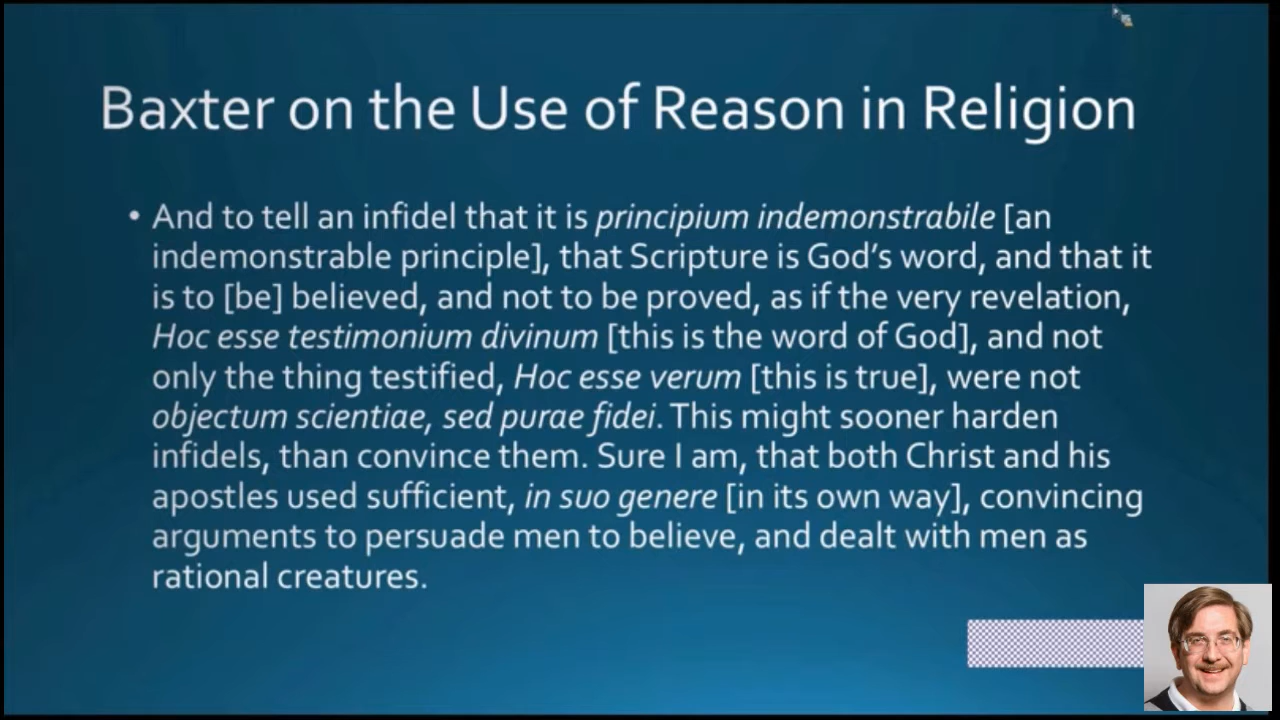 Baxter on the Use of Reason in Religion
• And to tell an infidel that it is principium indemonstrabile [an
indemonstrable principle], that Scripture is God’s word, and that it
is to [be] believed, and not to be proved, as if the very revelation,
Hoc esse testimonium divinum [this is the word of God], and not
only the thing testified, Hoc esse verum [this is true], were not
objectum scientiae, sed purae fidei. This might sooner harden
infidels, than convince them. Sure I am, that both Christ and his
apostles used sufficient, in suo genere [in its own way], convincing
arguments to persuade men to believe, and dealt with men as
rational creatures.